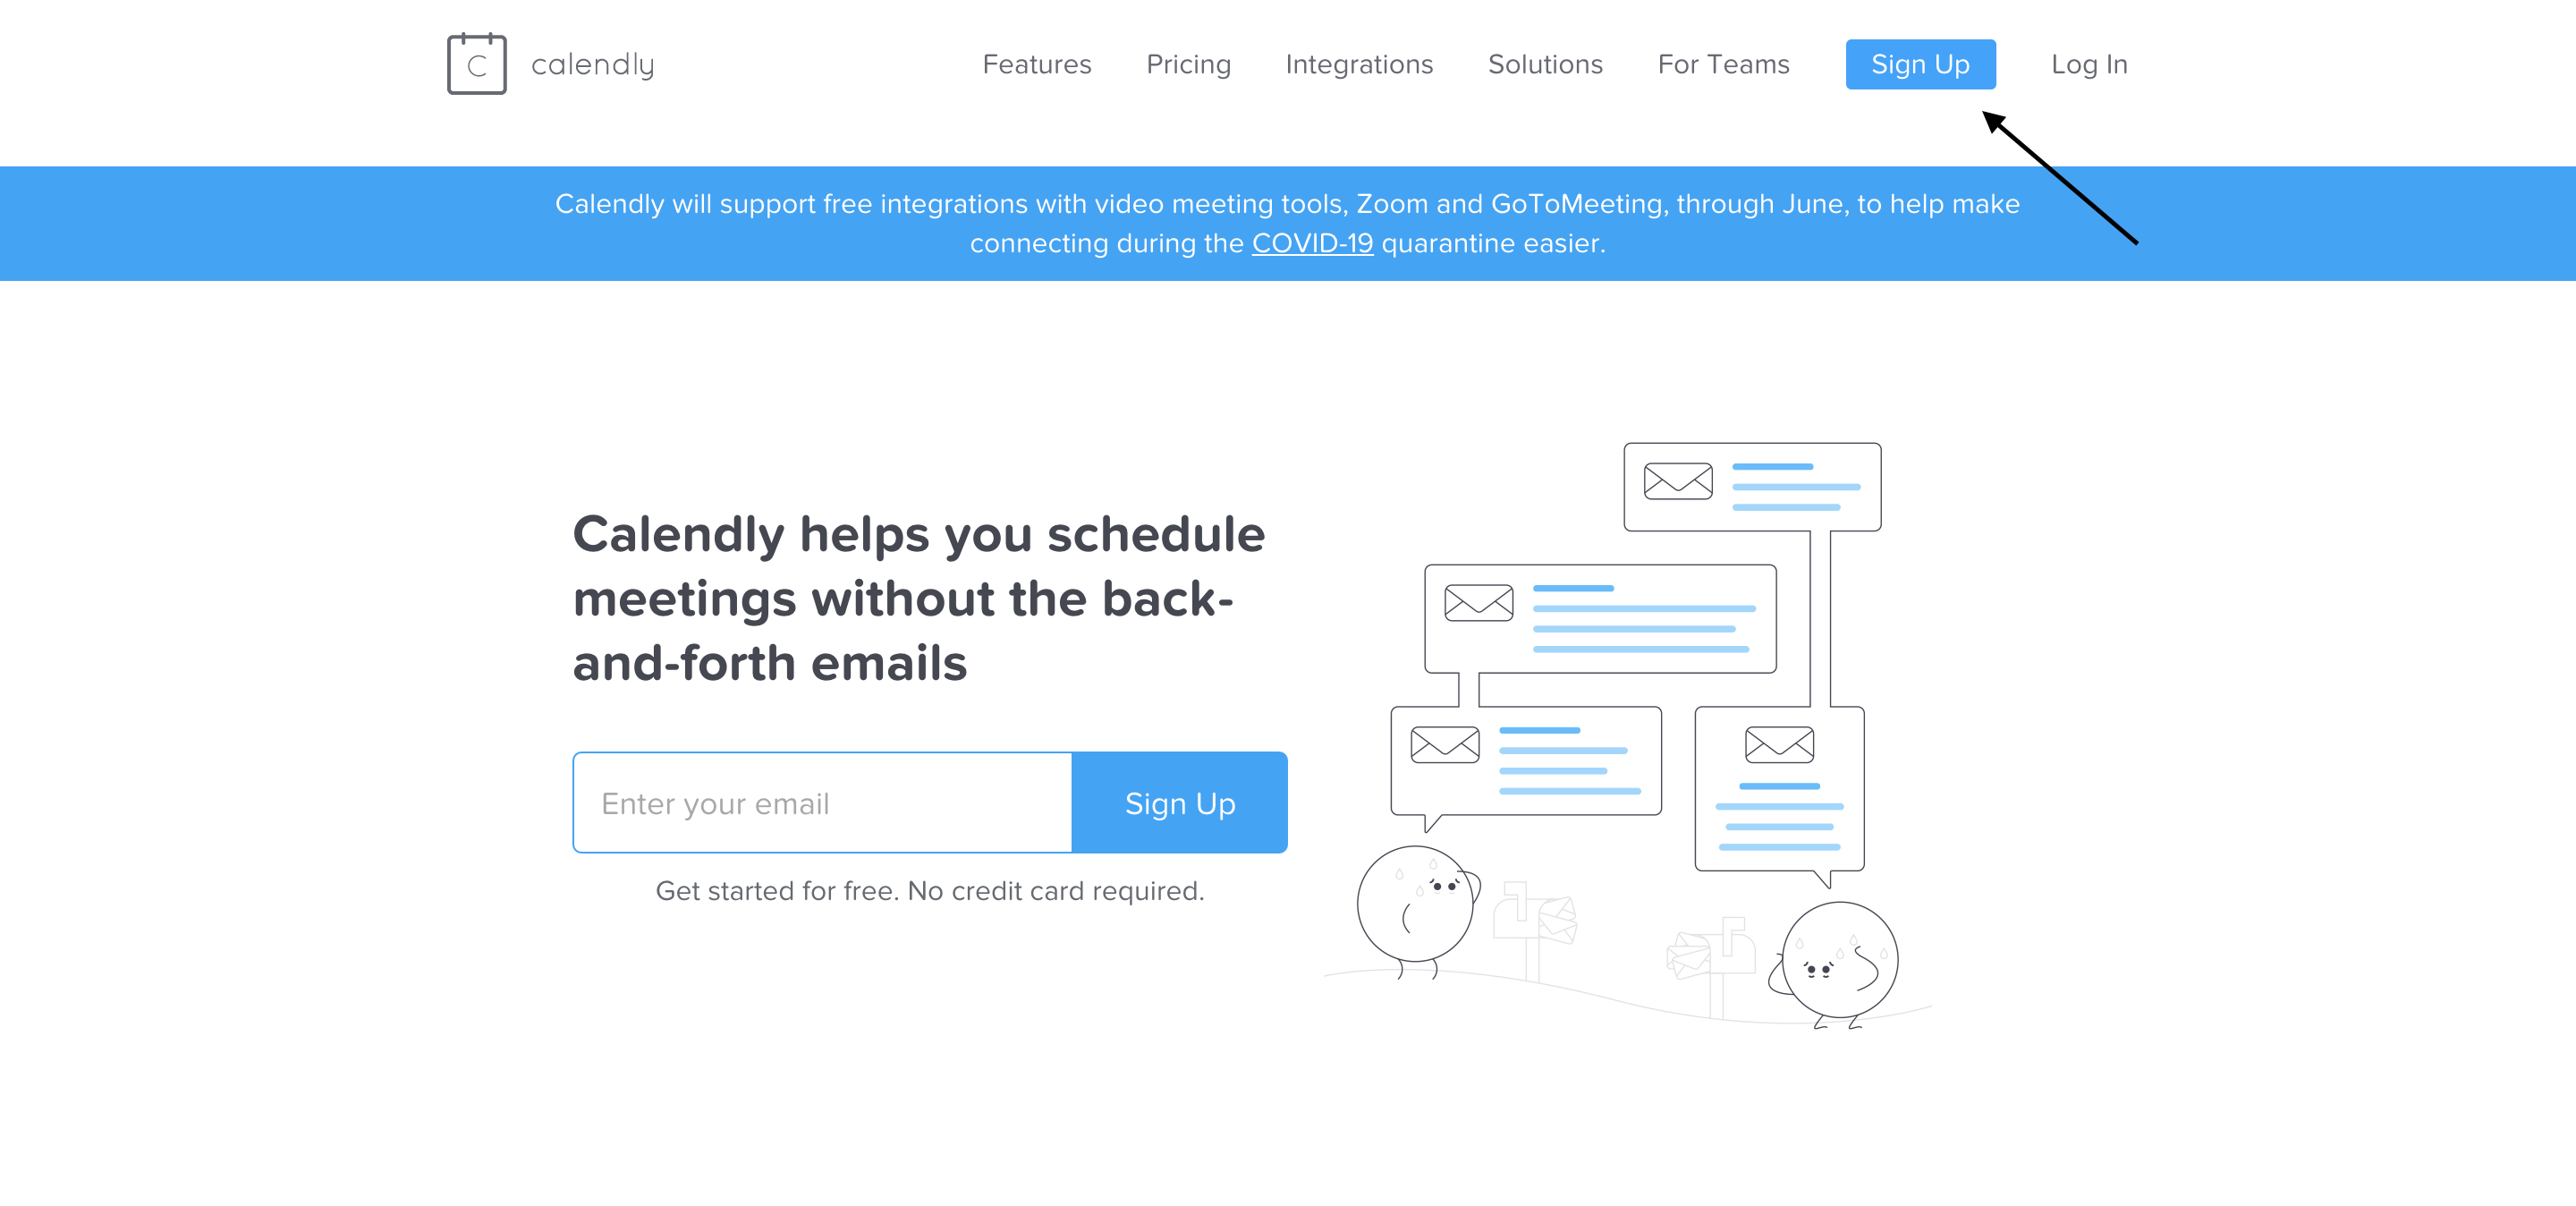 C calendly
Features Pricing Integrations Solutions For Teams Sign Up Log In
Calendly will support free integrations with video meeting tools, Zoom and GoToMeeting, through June, to help make
connecting during the COVID-19 quarantine easier.
Calendly helps you schedule
meetings without the back-
and-forth emails
Enter your email Sign Up
Get started for free. No credit card required.